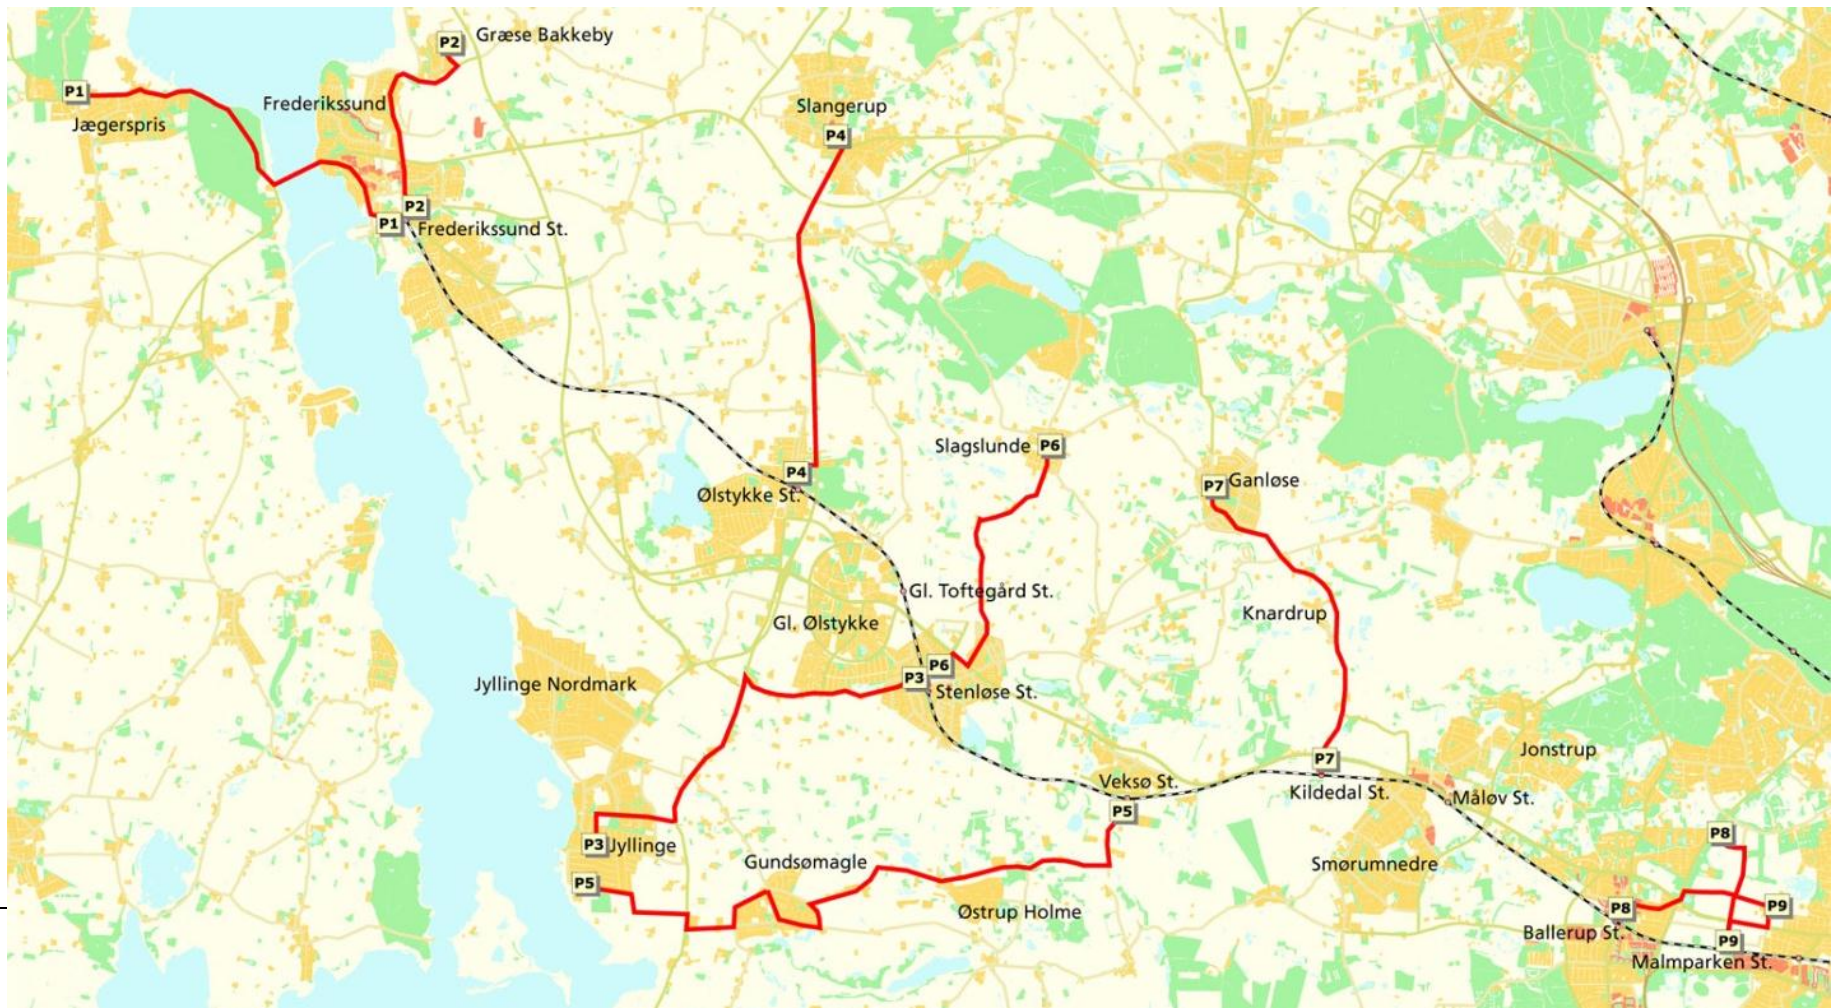 P2
Græse Bakkeby
P1
Jægerspris
Frederikssund
Slangerup
P4
P2
P1
Frederikssund St.
Slagslunde
P6
P4
Ølstykke St.
P7
Ganløse
Gl. Toftegård St.
Gl. Ølstykke
Knardrup
P6
P3
Stenløse St.
Jyllinge Nordmark
Jonstrup
P7
Veksø St.
Kildedal St.
Måløv St.
P5
P8
P3
Jyllinge
Gundsømagle
Smørumnedre
P5
Østrup Holme
P8
P9
Ballerup St.
P9
Malmparken St.